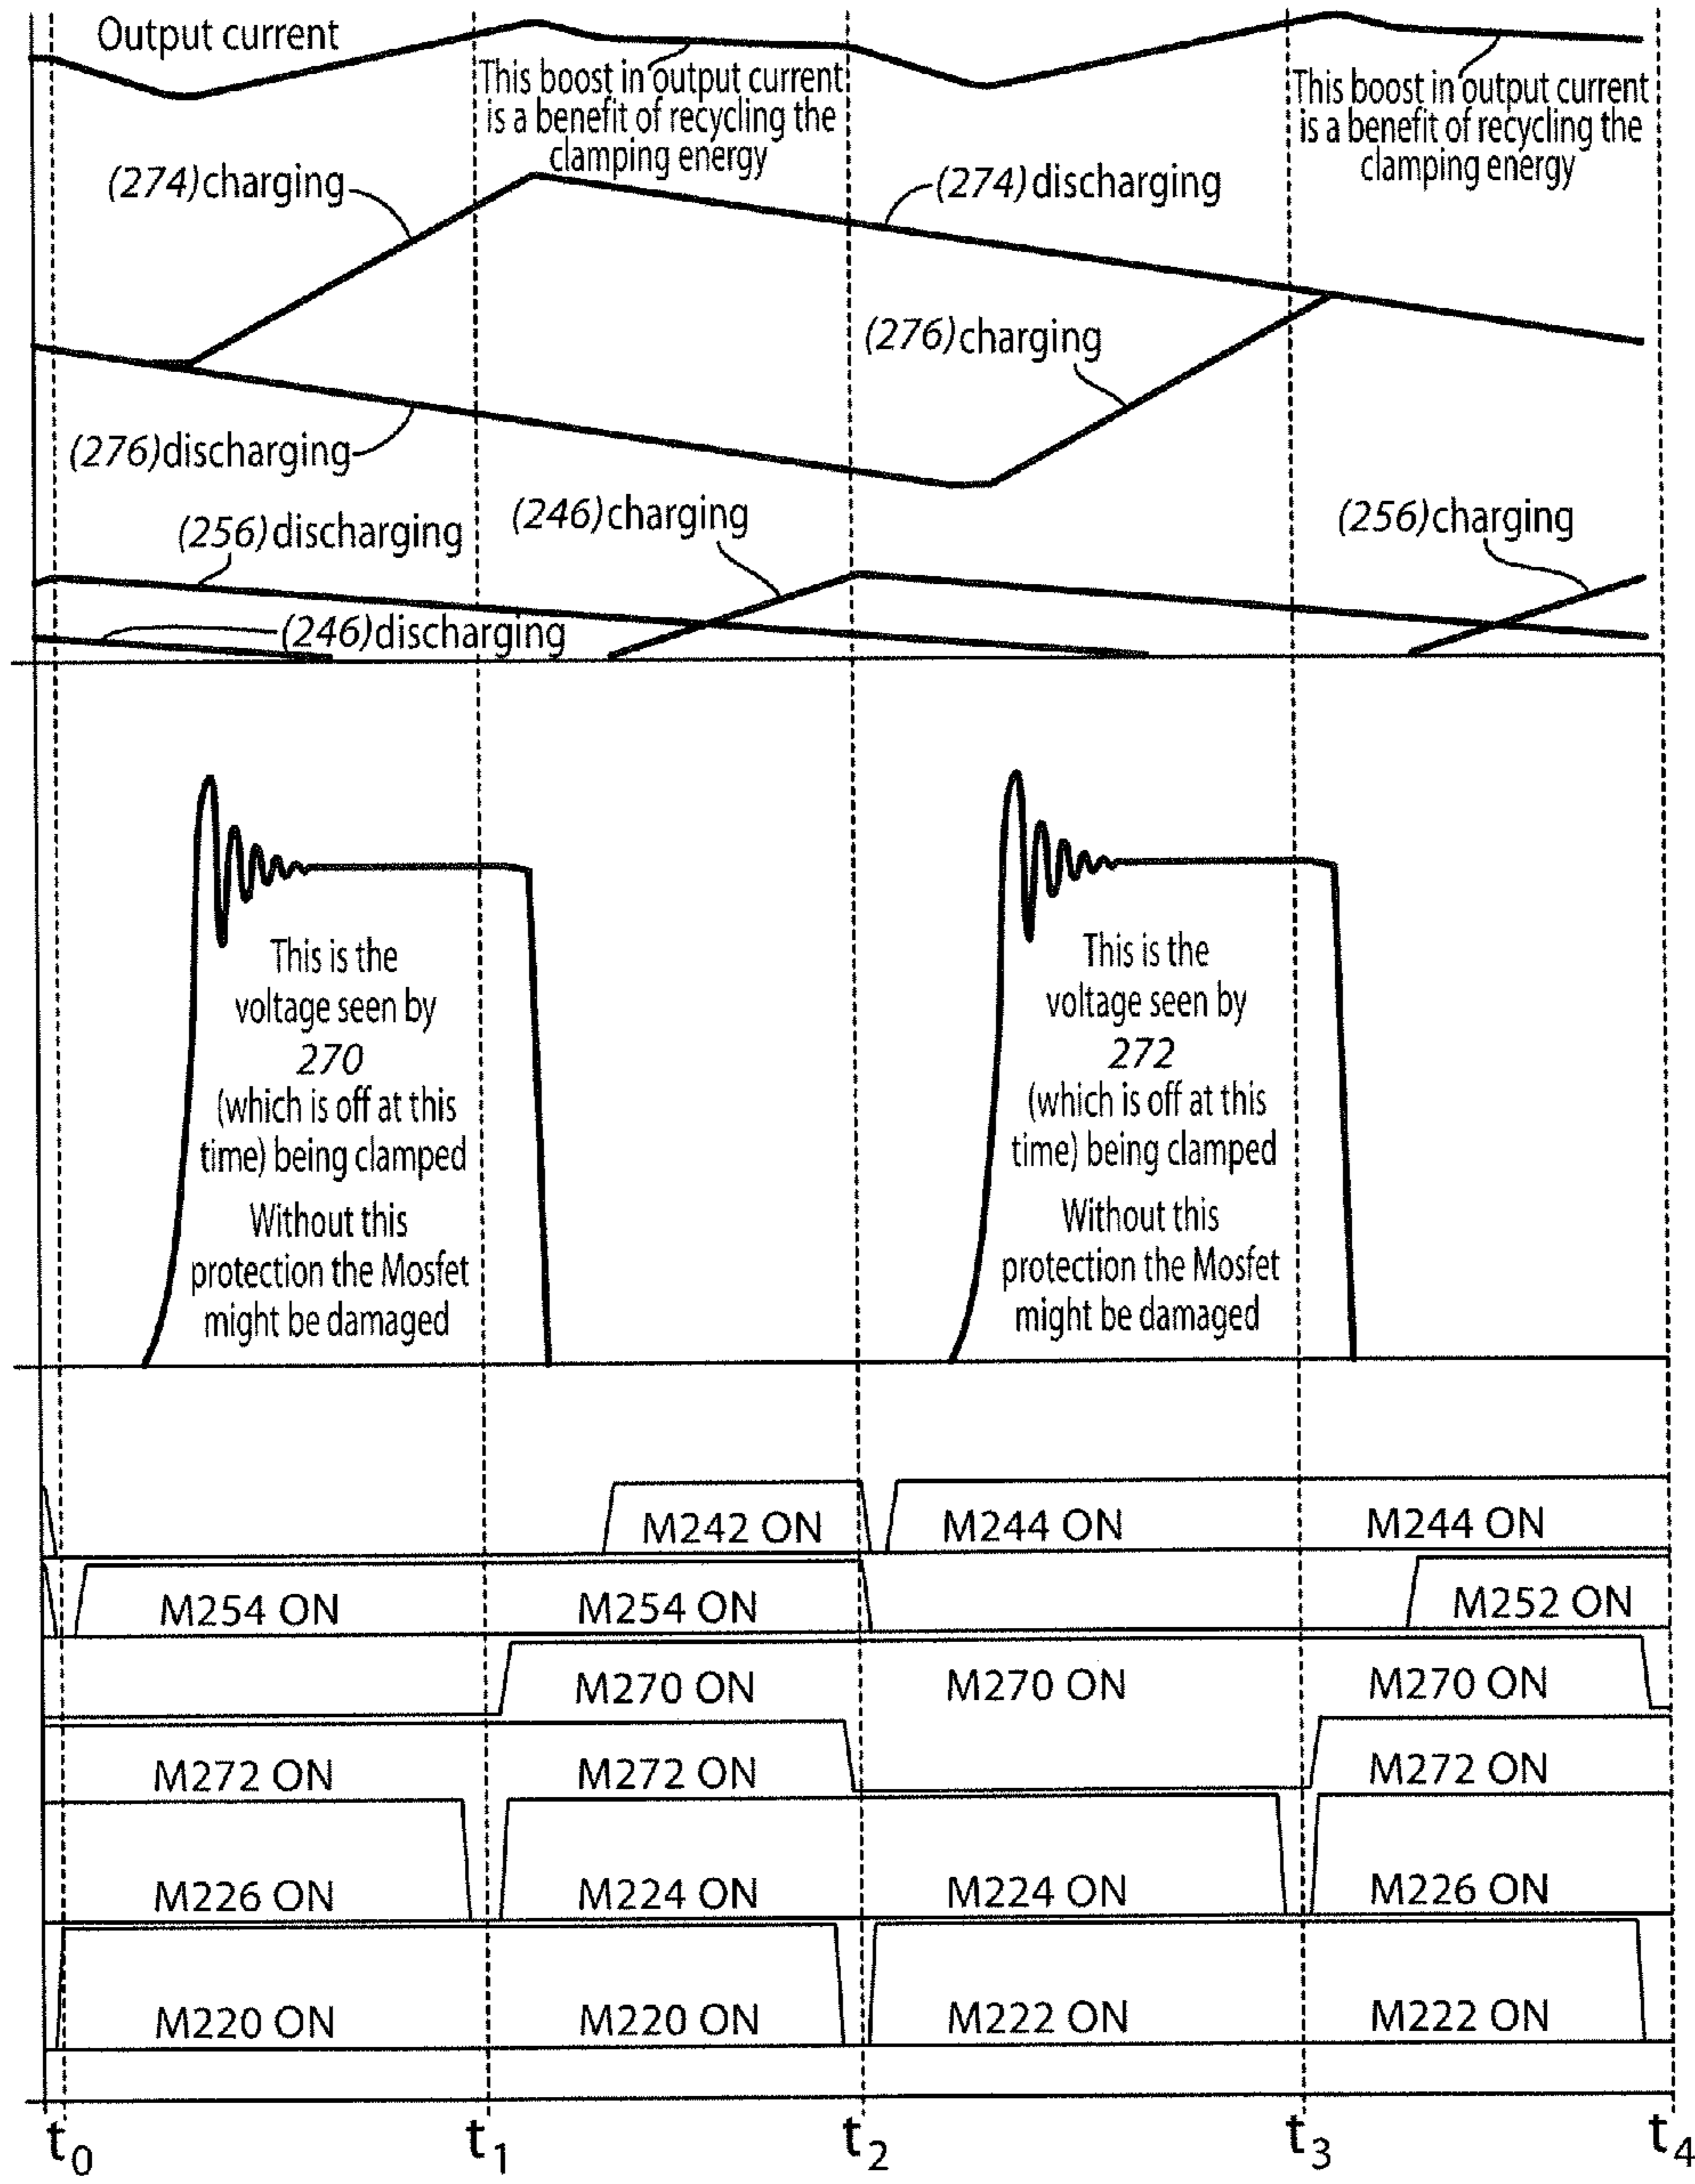 Output current
This boost in output current
is a benefit of recycling the
clamping energy
This boost in output current
is a benefit of recycling the
clamping energy
(274)charging
(274)discharging
(276)charging
(276)discharging
(256)discharging
(246)charging
(256)charging
(246)discharging
This is the
voltage seen by
270
(which is off at this
time) being clamped
Without this
protection the Mosfet
might be damaged
This is the
voltage seen by
272
(which is off at this
time) being clamped
Without this
protection the Mosfet
might be damaged
M242 ON M244 ON M244 ON
M254 ON M254 ON M252 ON
M270 ON M270 ON M270 ON
M272 ON M272 ON M272 ON
M226 ON M224 ON M224 ON M226 ON
M220 ON M220 ON M222 ON M222 ON
t0 t1 t2 t3 t4